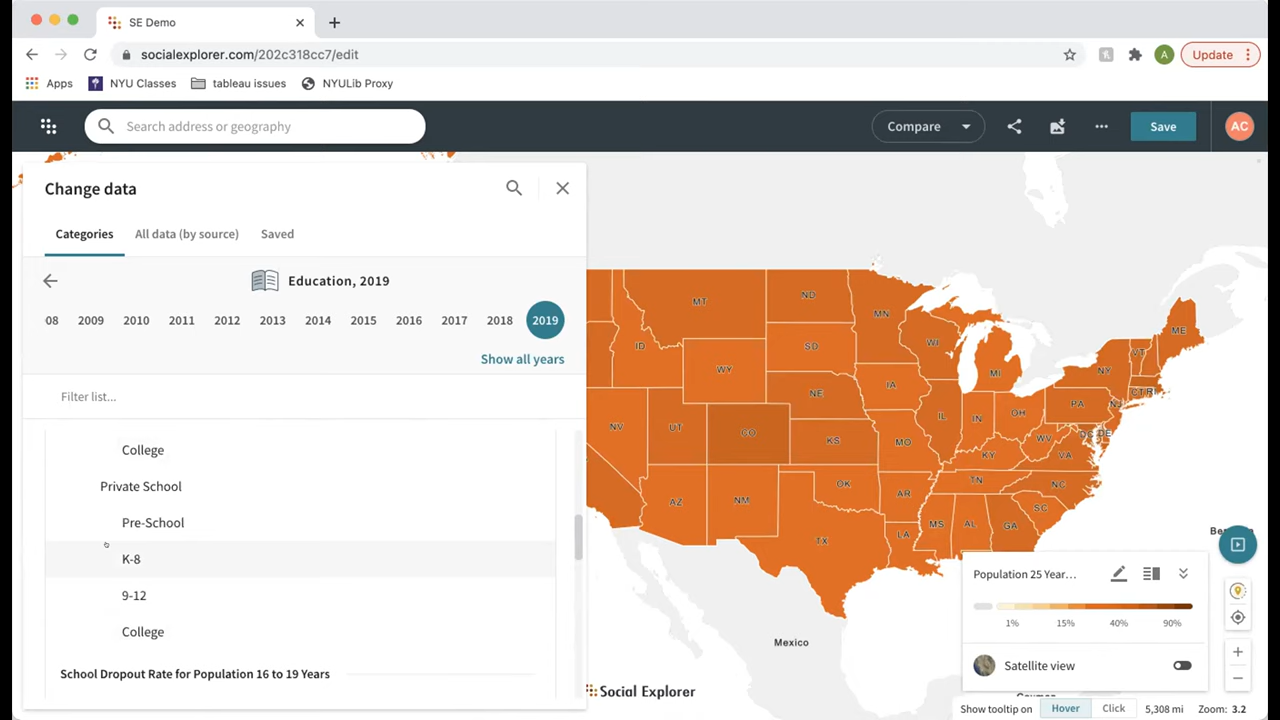 SE Demo
socialexplorer.com/202c318cc7/edit
A
Update
Apps
NYU Classes
tableau issues
NYULib Proxy
Search address or geography
Compare
Save
AC
Change data
Categories
All data (by source)
Saved
Education, 2019
08 2009 2010 2011 2012 2013 2014 2015 2016 2017 2018 2019
Show all years
Filter list...
College
Private School
Pre-School
K-8
9-12
College
School Dropout Rate for Population 16 to 19 Years
MT
ND
MN
ME
ID
SD
WI
VT
WY
MI
NY
NE
IA
CT
RI
PA
NJ
NV
UT
CO
IL
IN
OH
DC
DE
KS
MO
WV
VA
KY
AZ
NM
OK
AR
TN
NC
TX
LA
MS
AL
GA
SC
Mexico
Population 25 Year...
1% 15% 40% 90%
Satellite view
Social Explorer
Show tooltip on
Hover
Click
5,308 mi
Zoom: 3.2